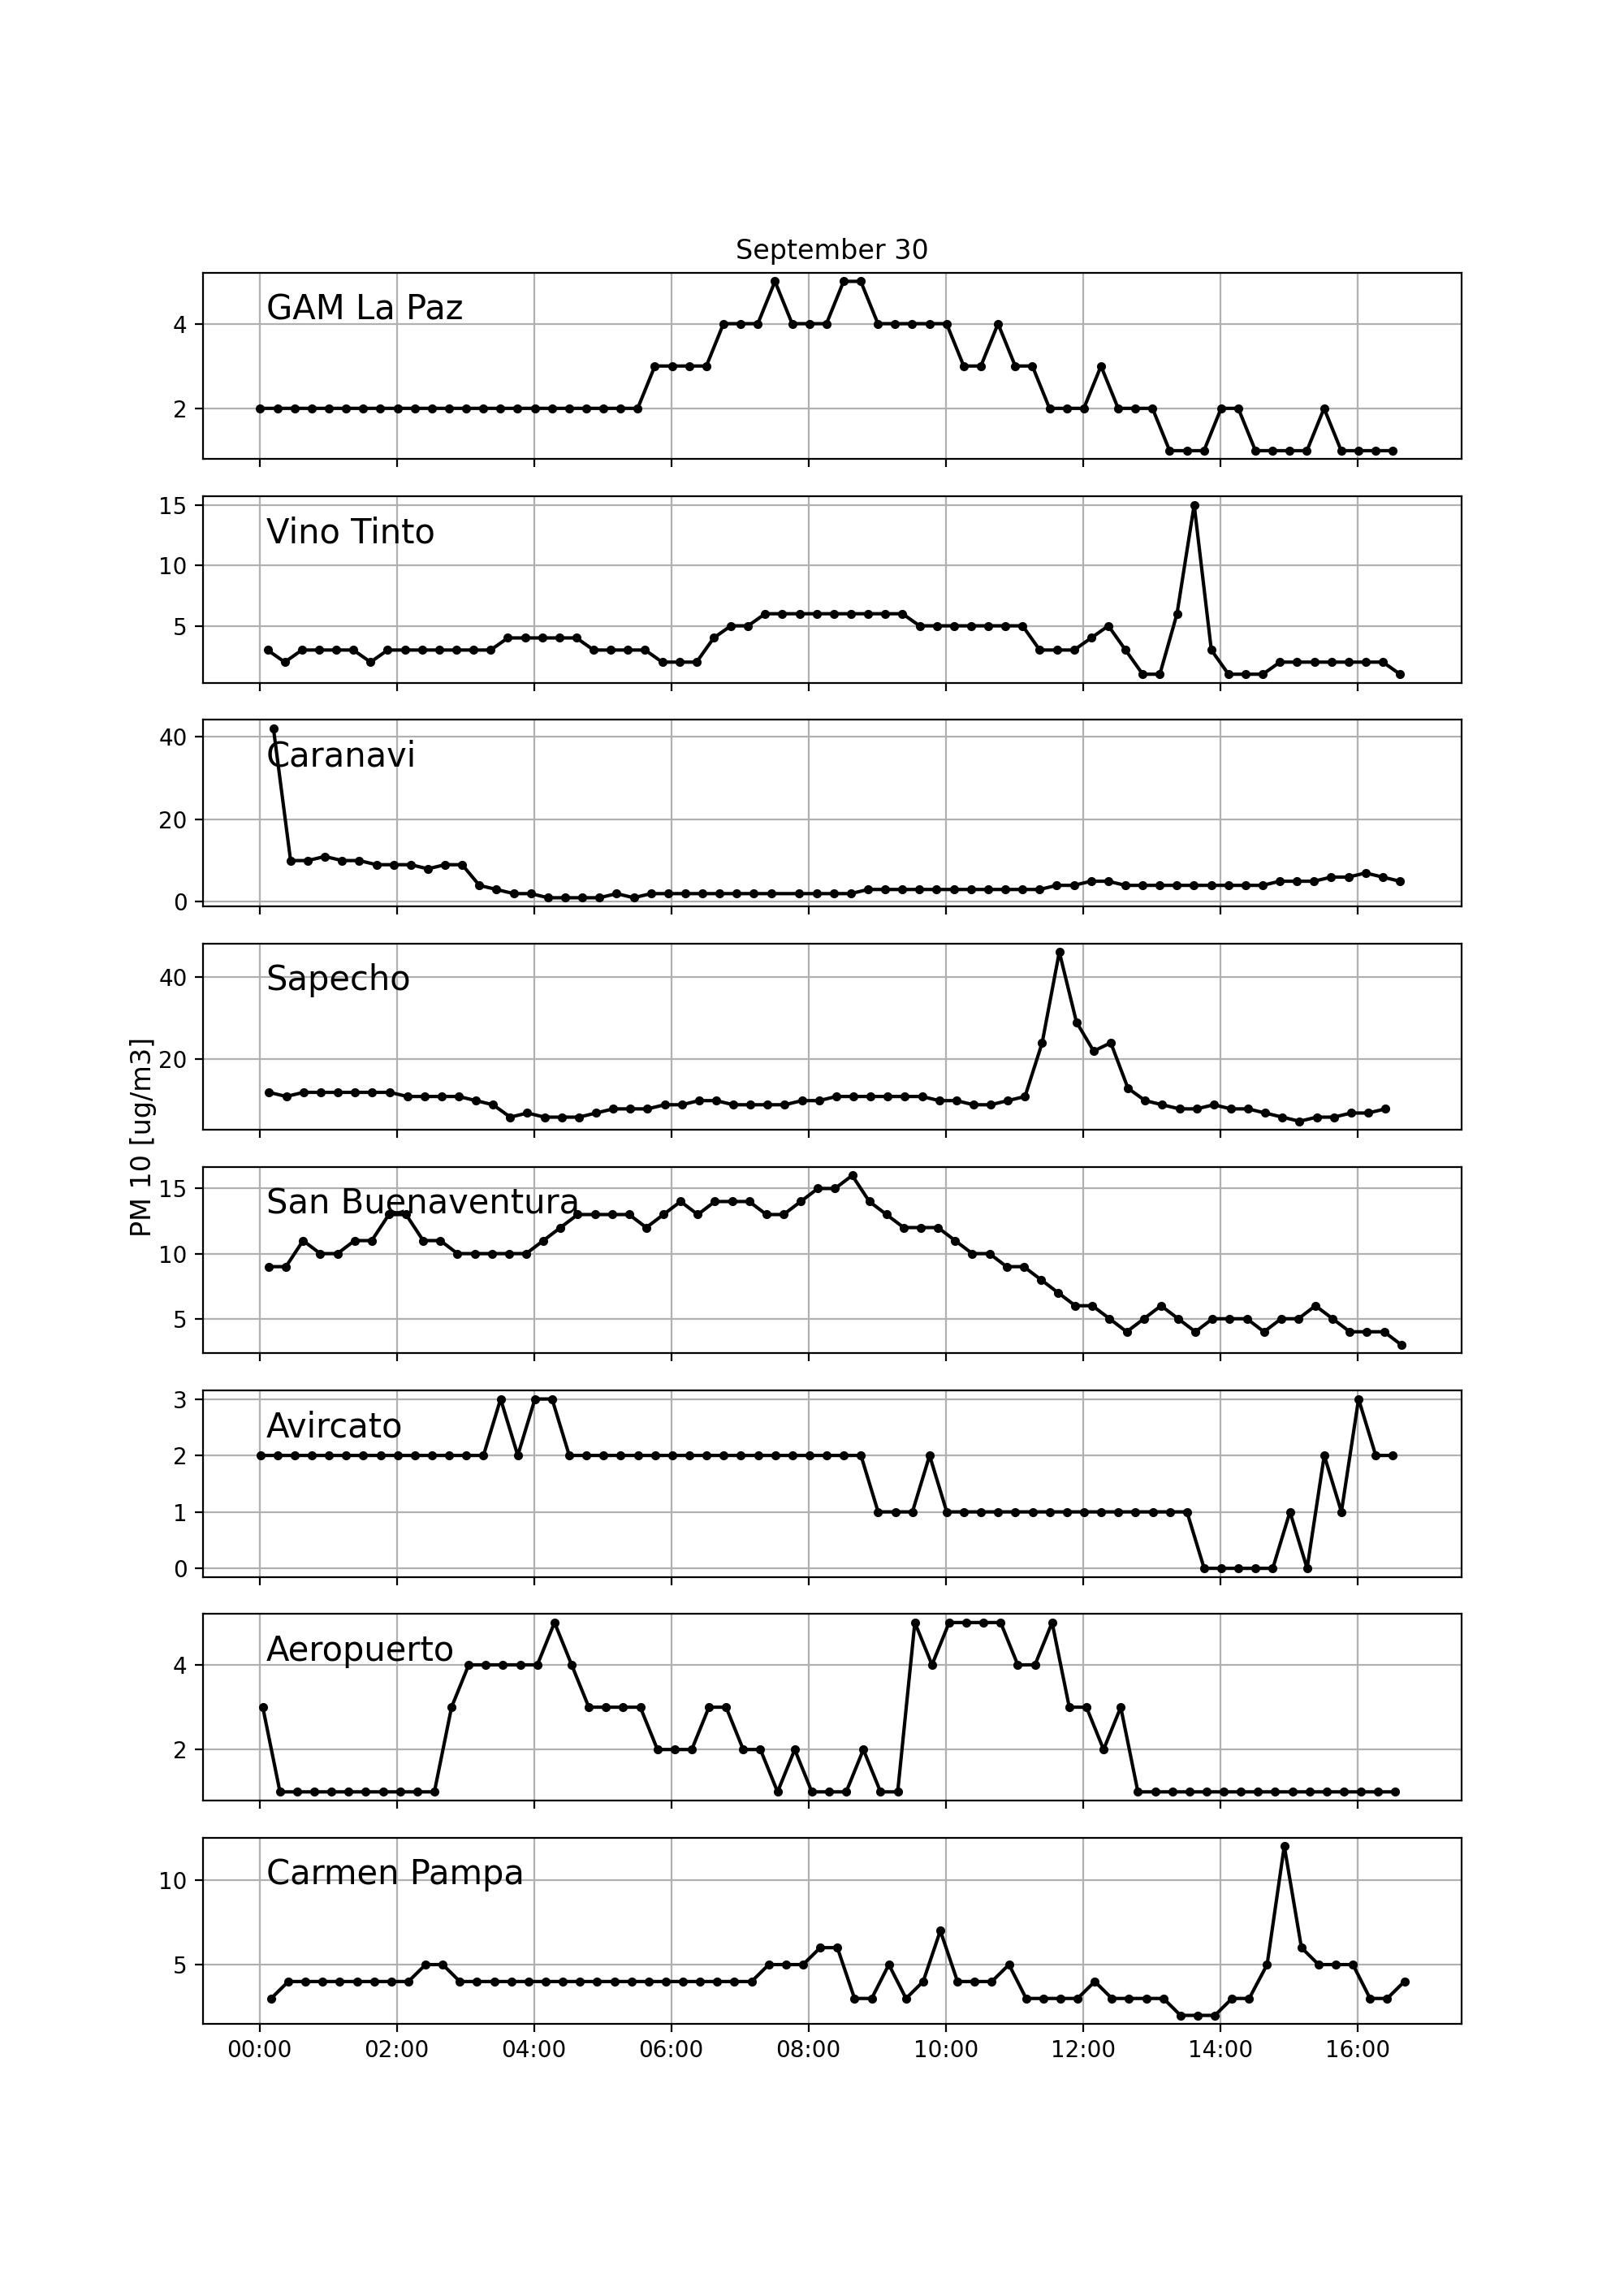 September 30
GAM La Paz
4
2
Vino Tinto
15
10
5
Caranavi
40
20
0
Sapecho
40
20
PM 10 [ug/m3]
San Buenaventura
15
10
5
Avircato
3
2
1
0
Aeropuerto
4
2
Carmen Pampa
10
5
00:00 02:00 04:00 06:00 08:00 10:00 12:00 14:00 16:00